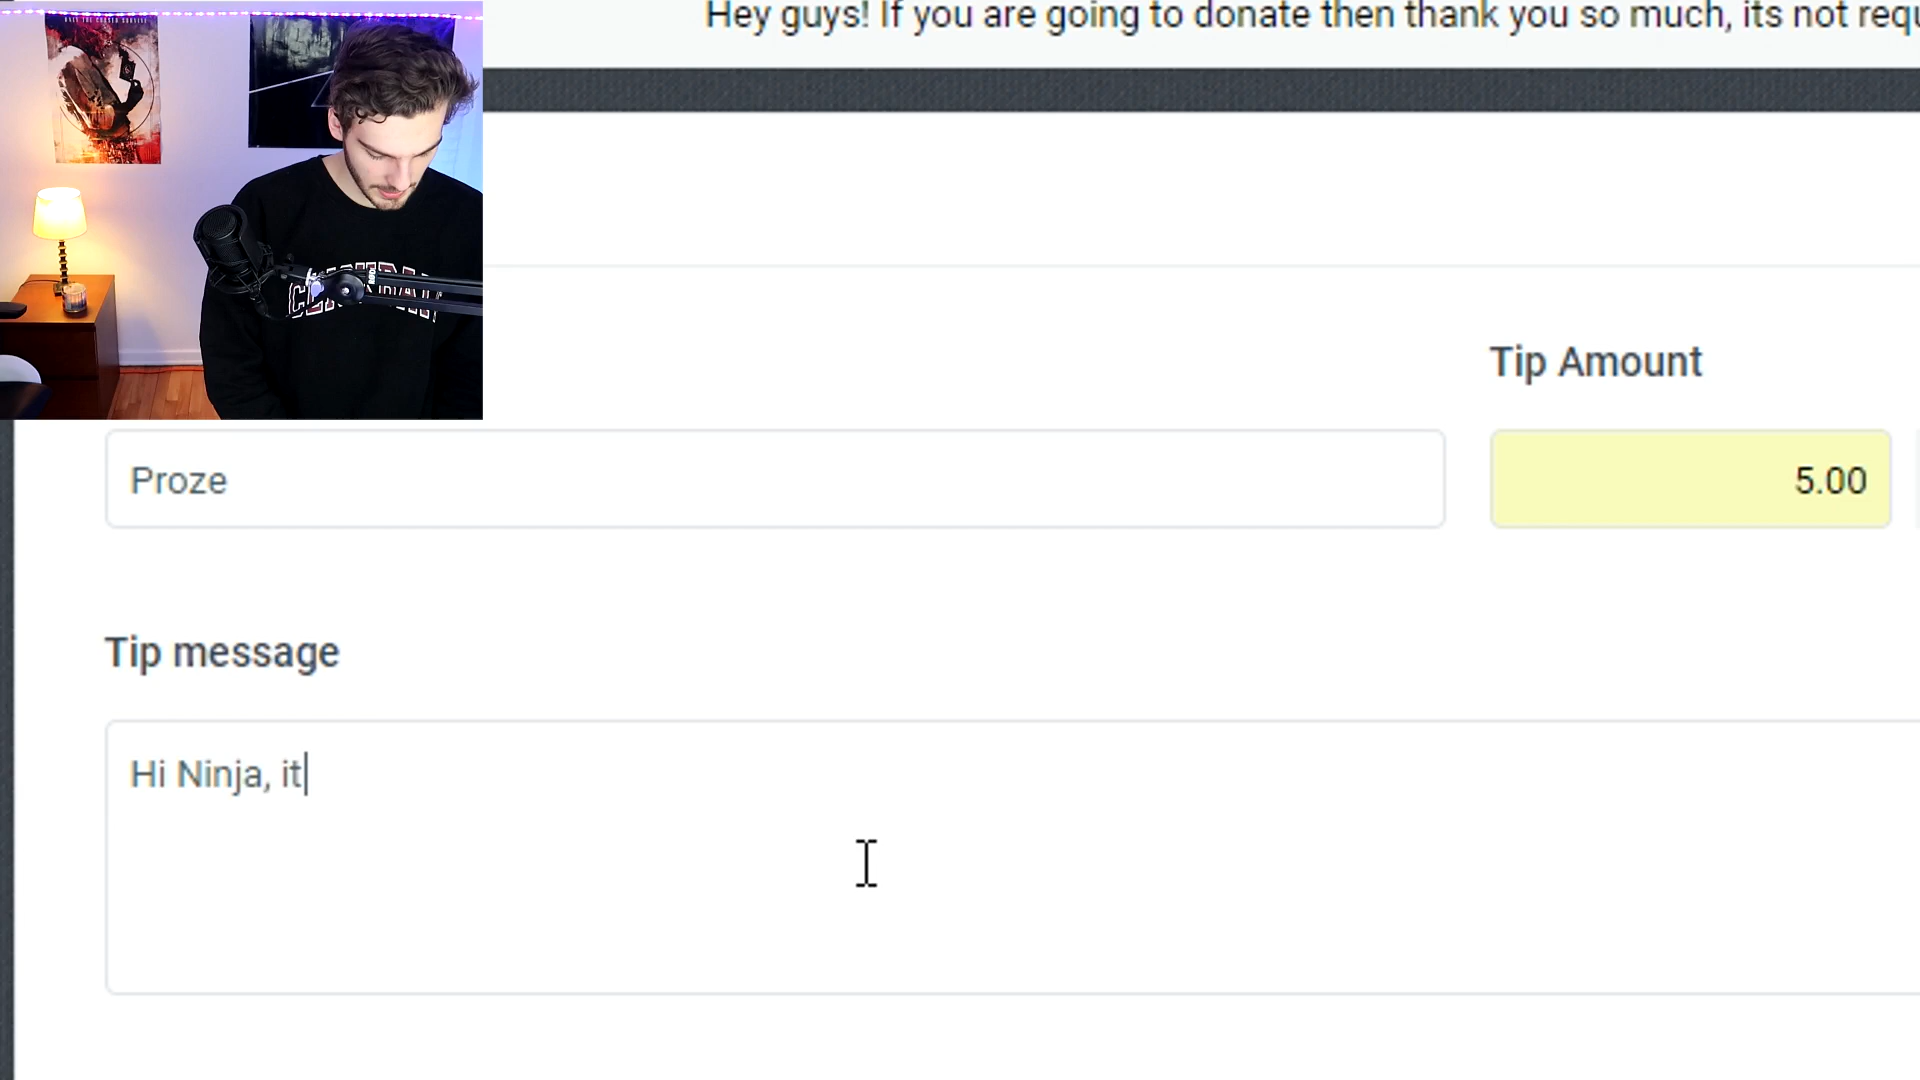 Hey guys! If you are going to donate then thank you so much, its not requ
Tip Amount
Proze
5.00
Tip message
Hi Ninja, it